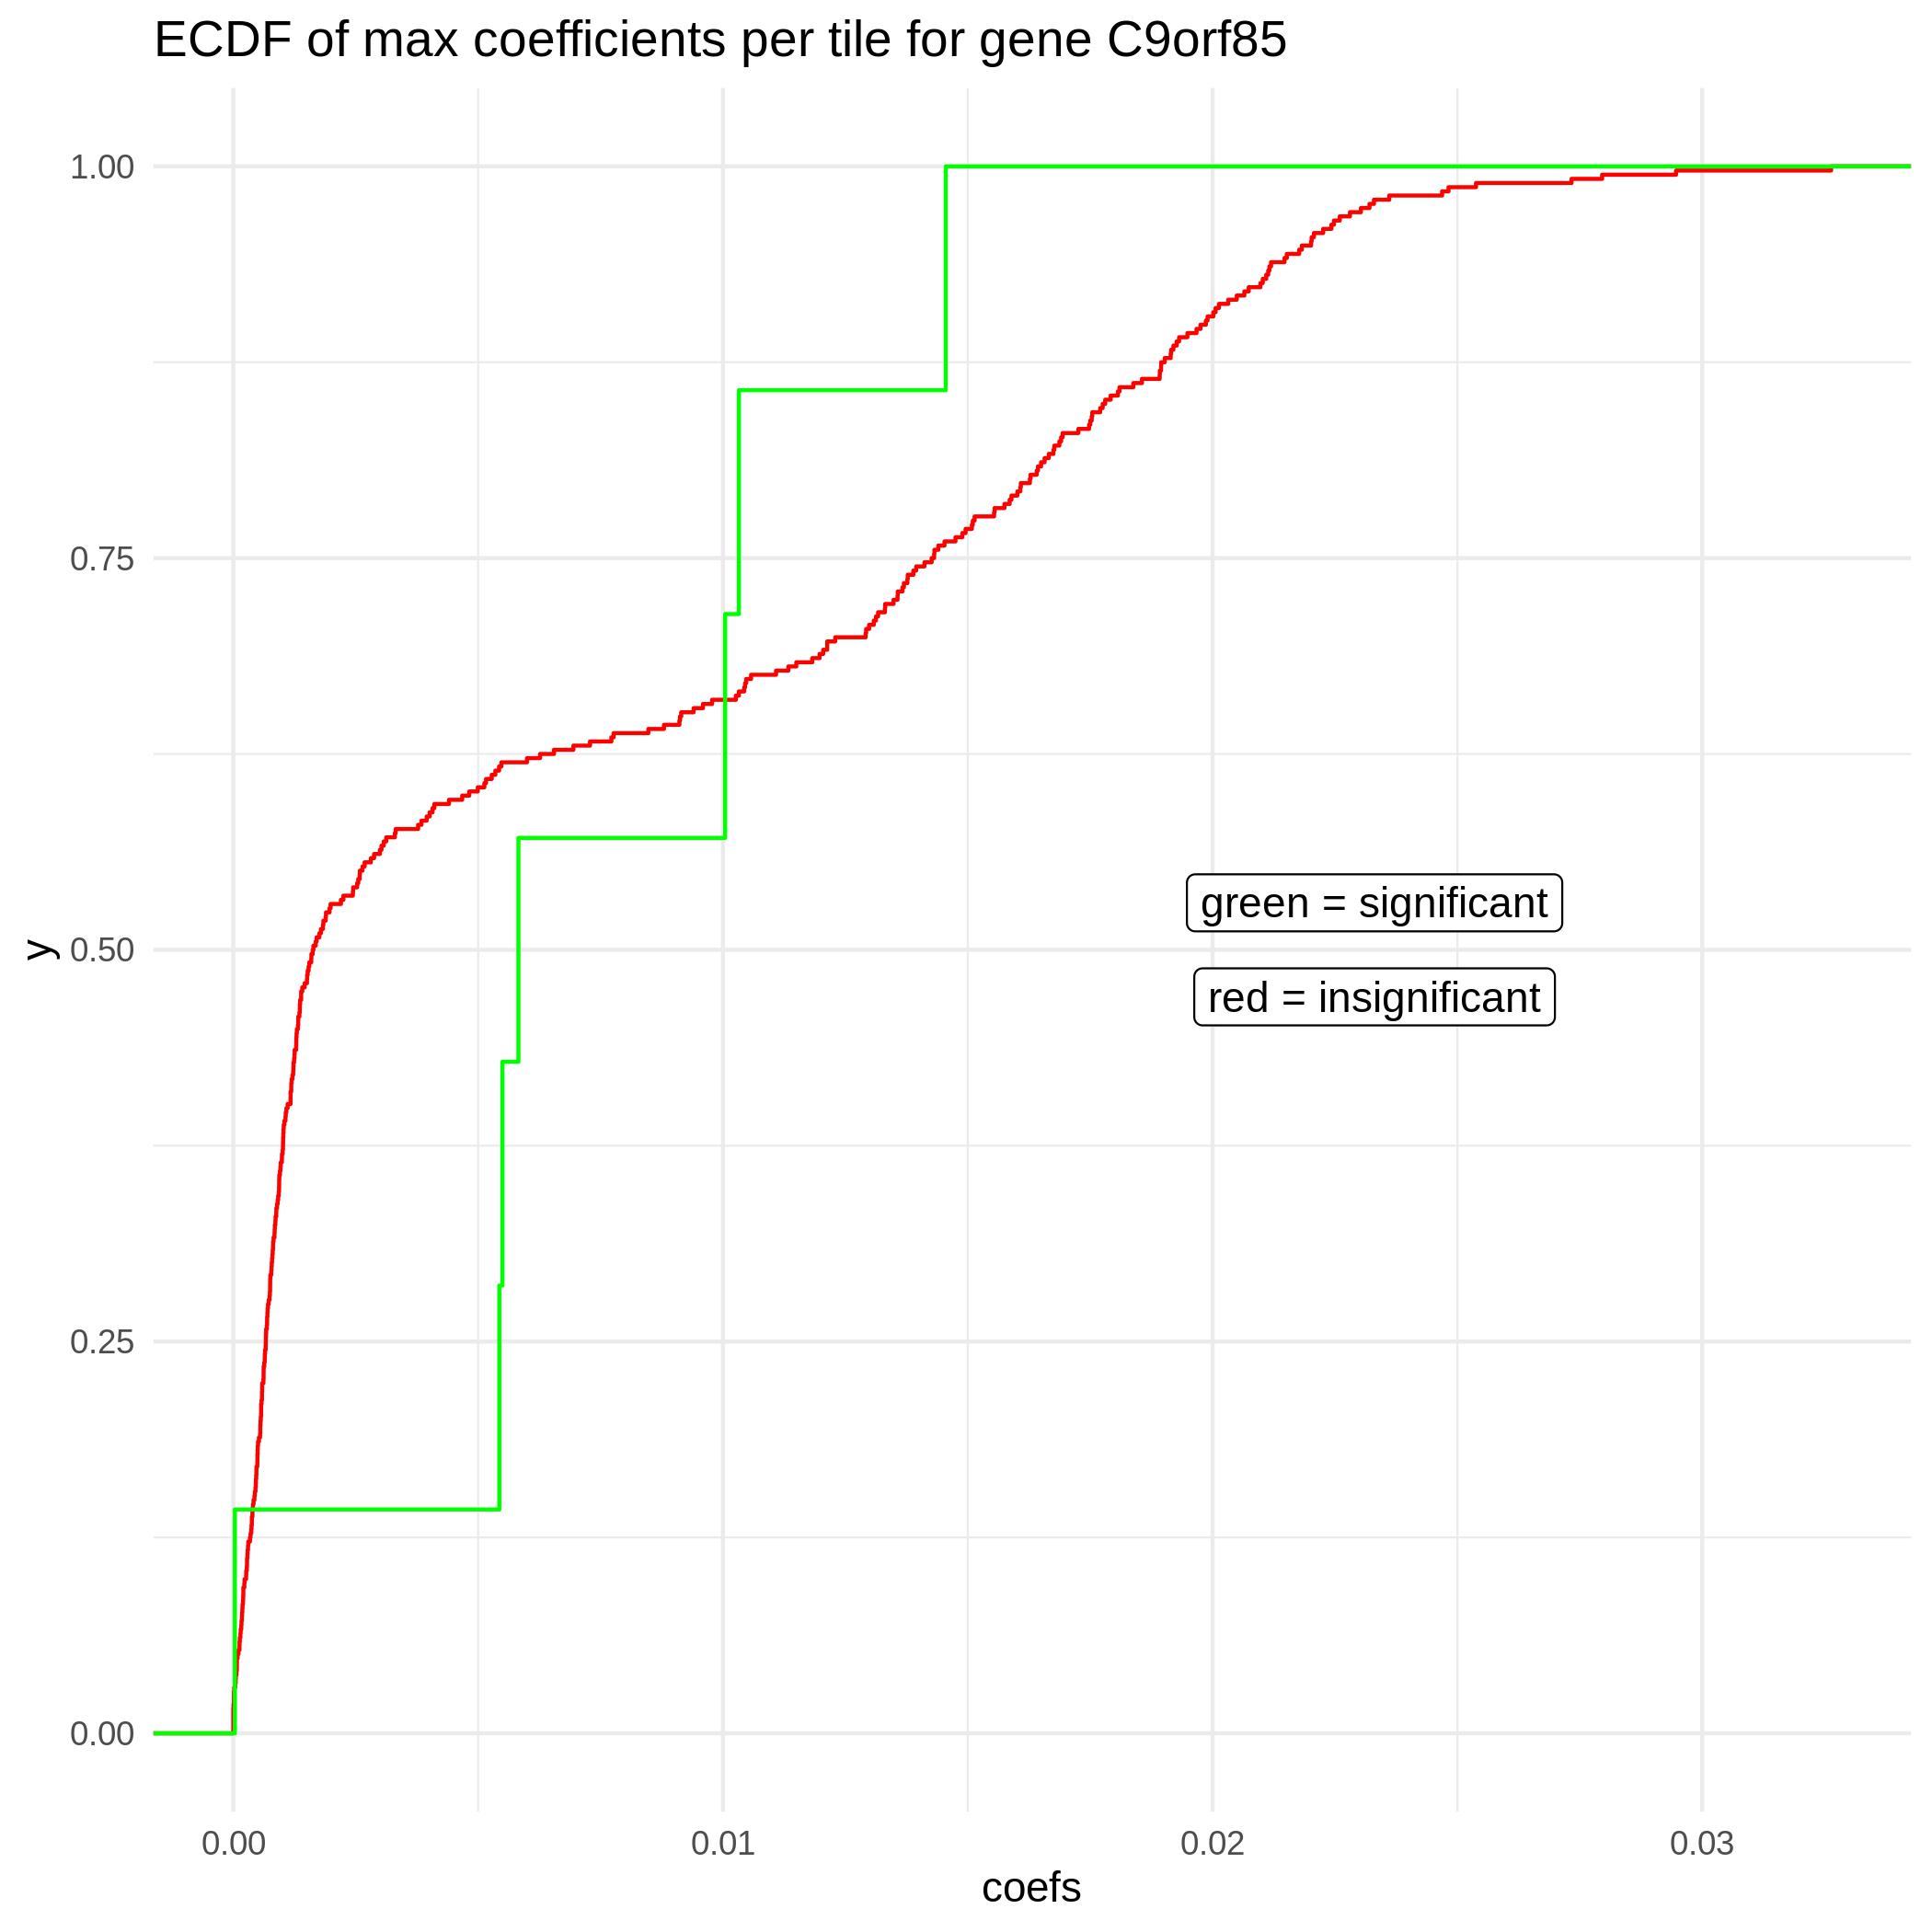 ECDF of max coefficients per tile for gene C9orf85
1.00
0.75
0.50
0.25
0.00
y
green = significant
red = insignificant
0.00 0.01 0.02 0.03
coefs